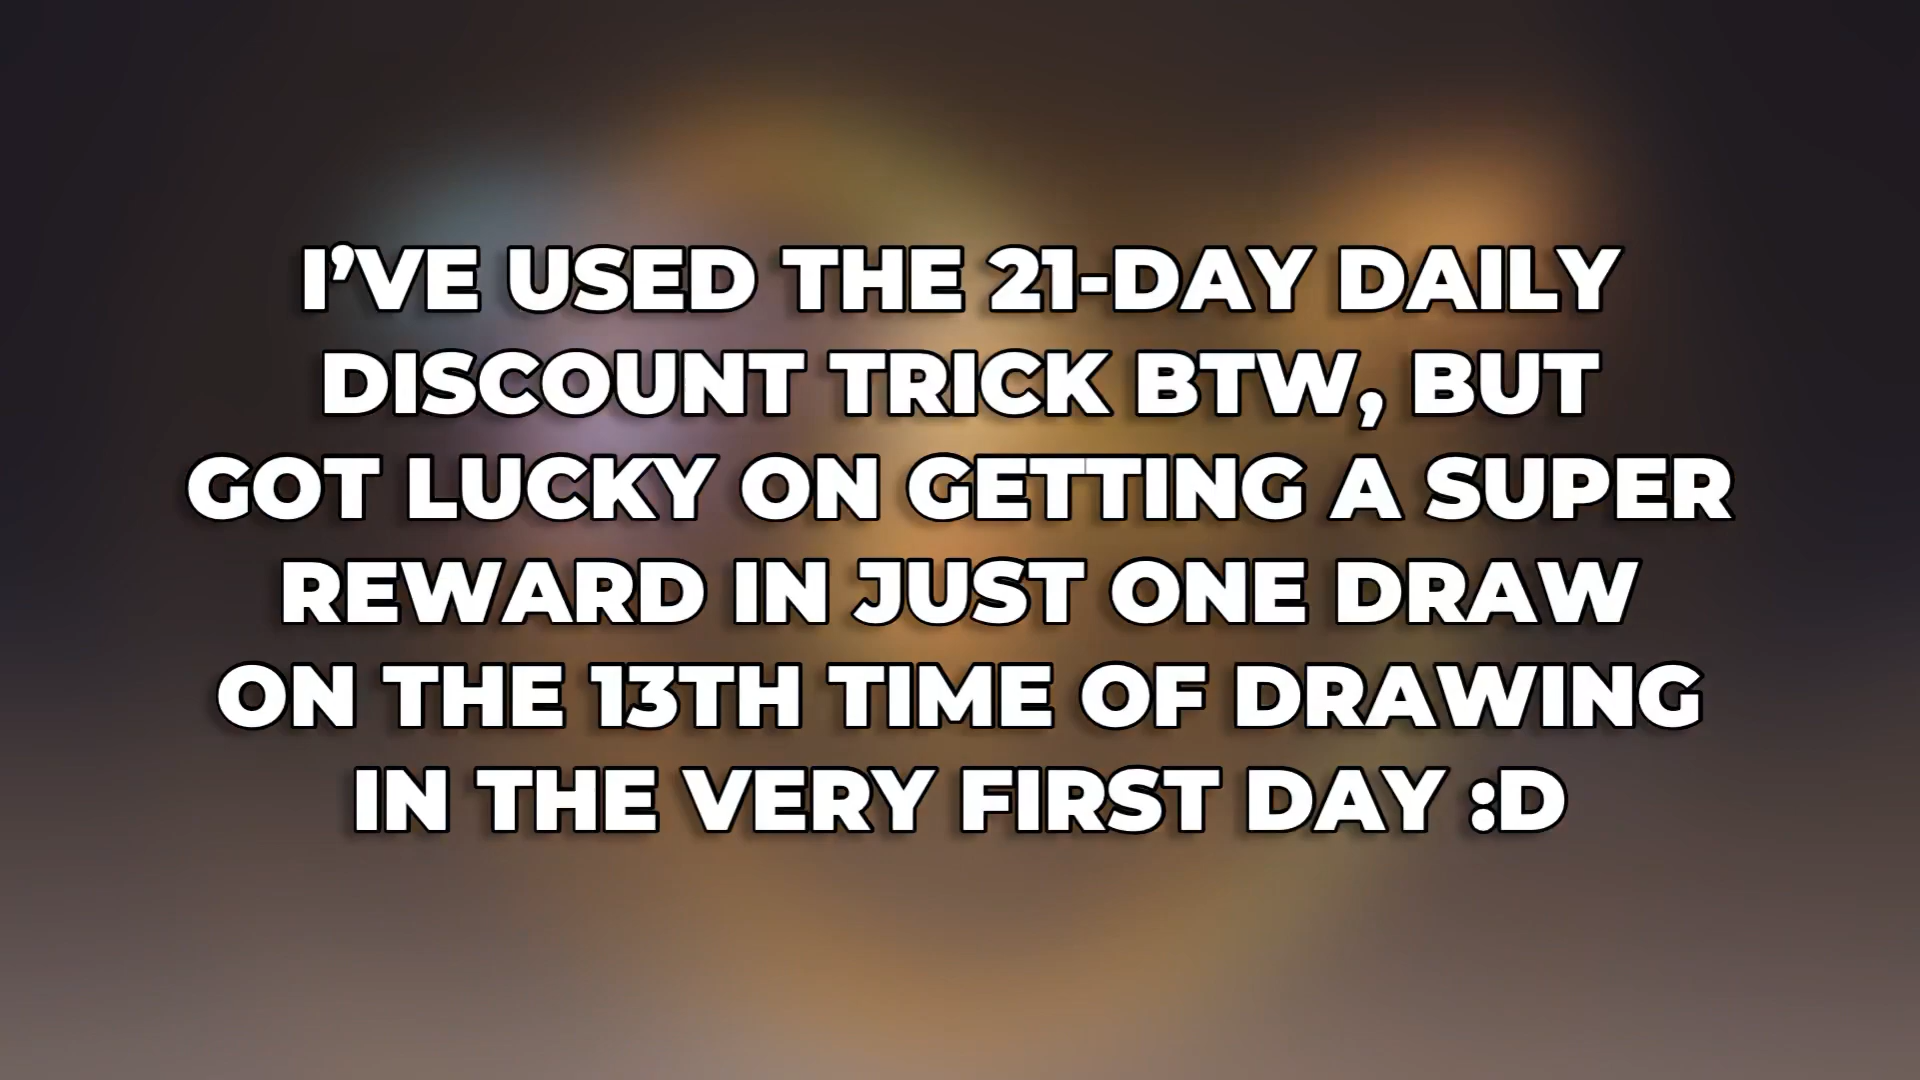 I’VE USED THE 21-DAY DAILY
DISCOUNT TRICK BTW, BUT
GOT LUCKY ON GETTING A SUPER
REWARD IN JUST ONE DRAW
ON THE 13TH TIME OF DRAWING
IN THE VERY FIRST DAY :D